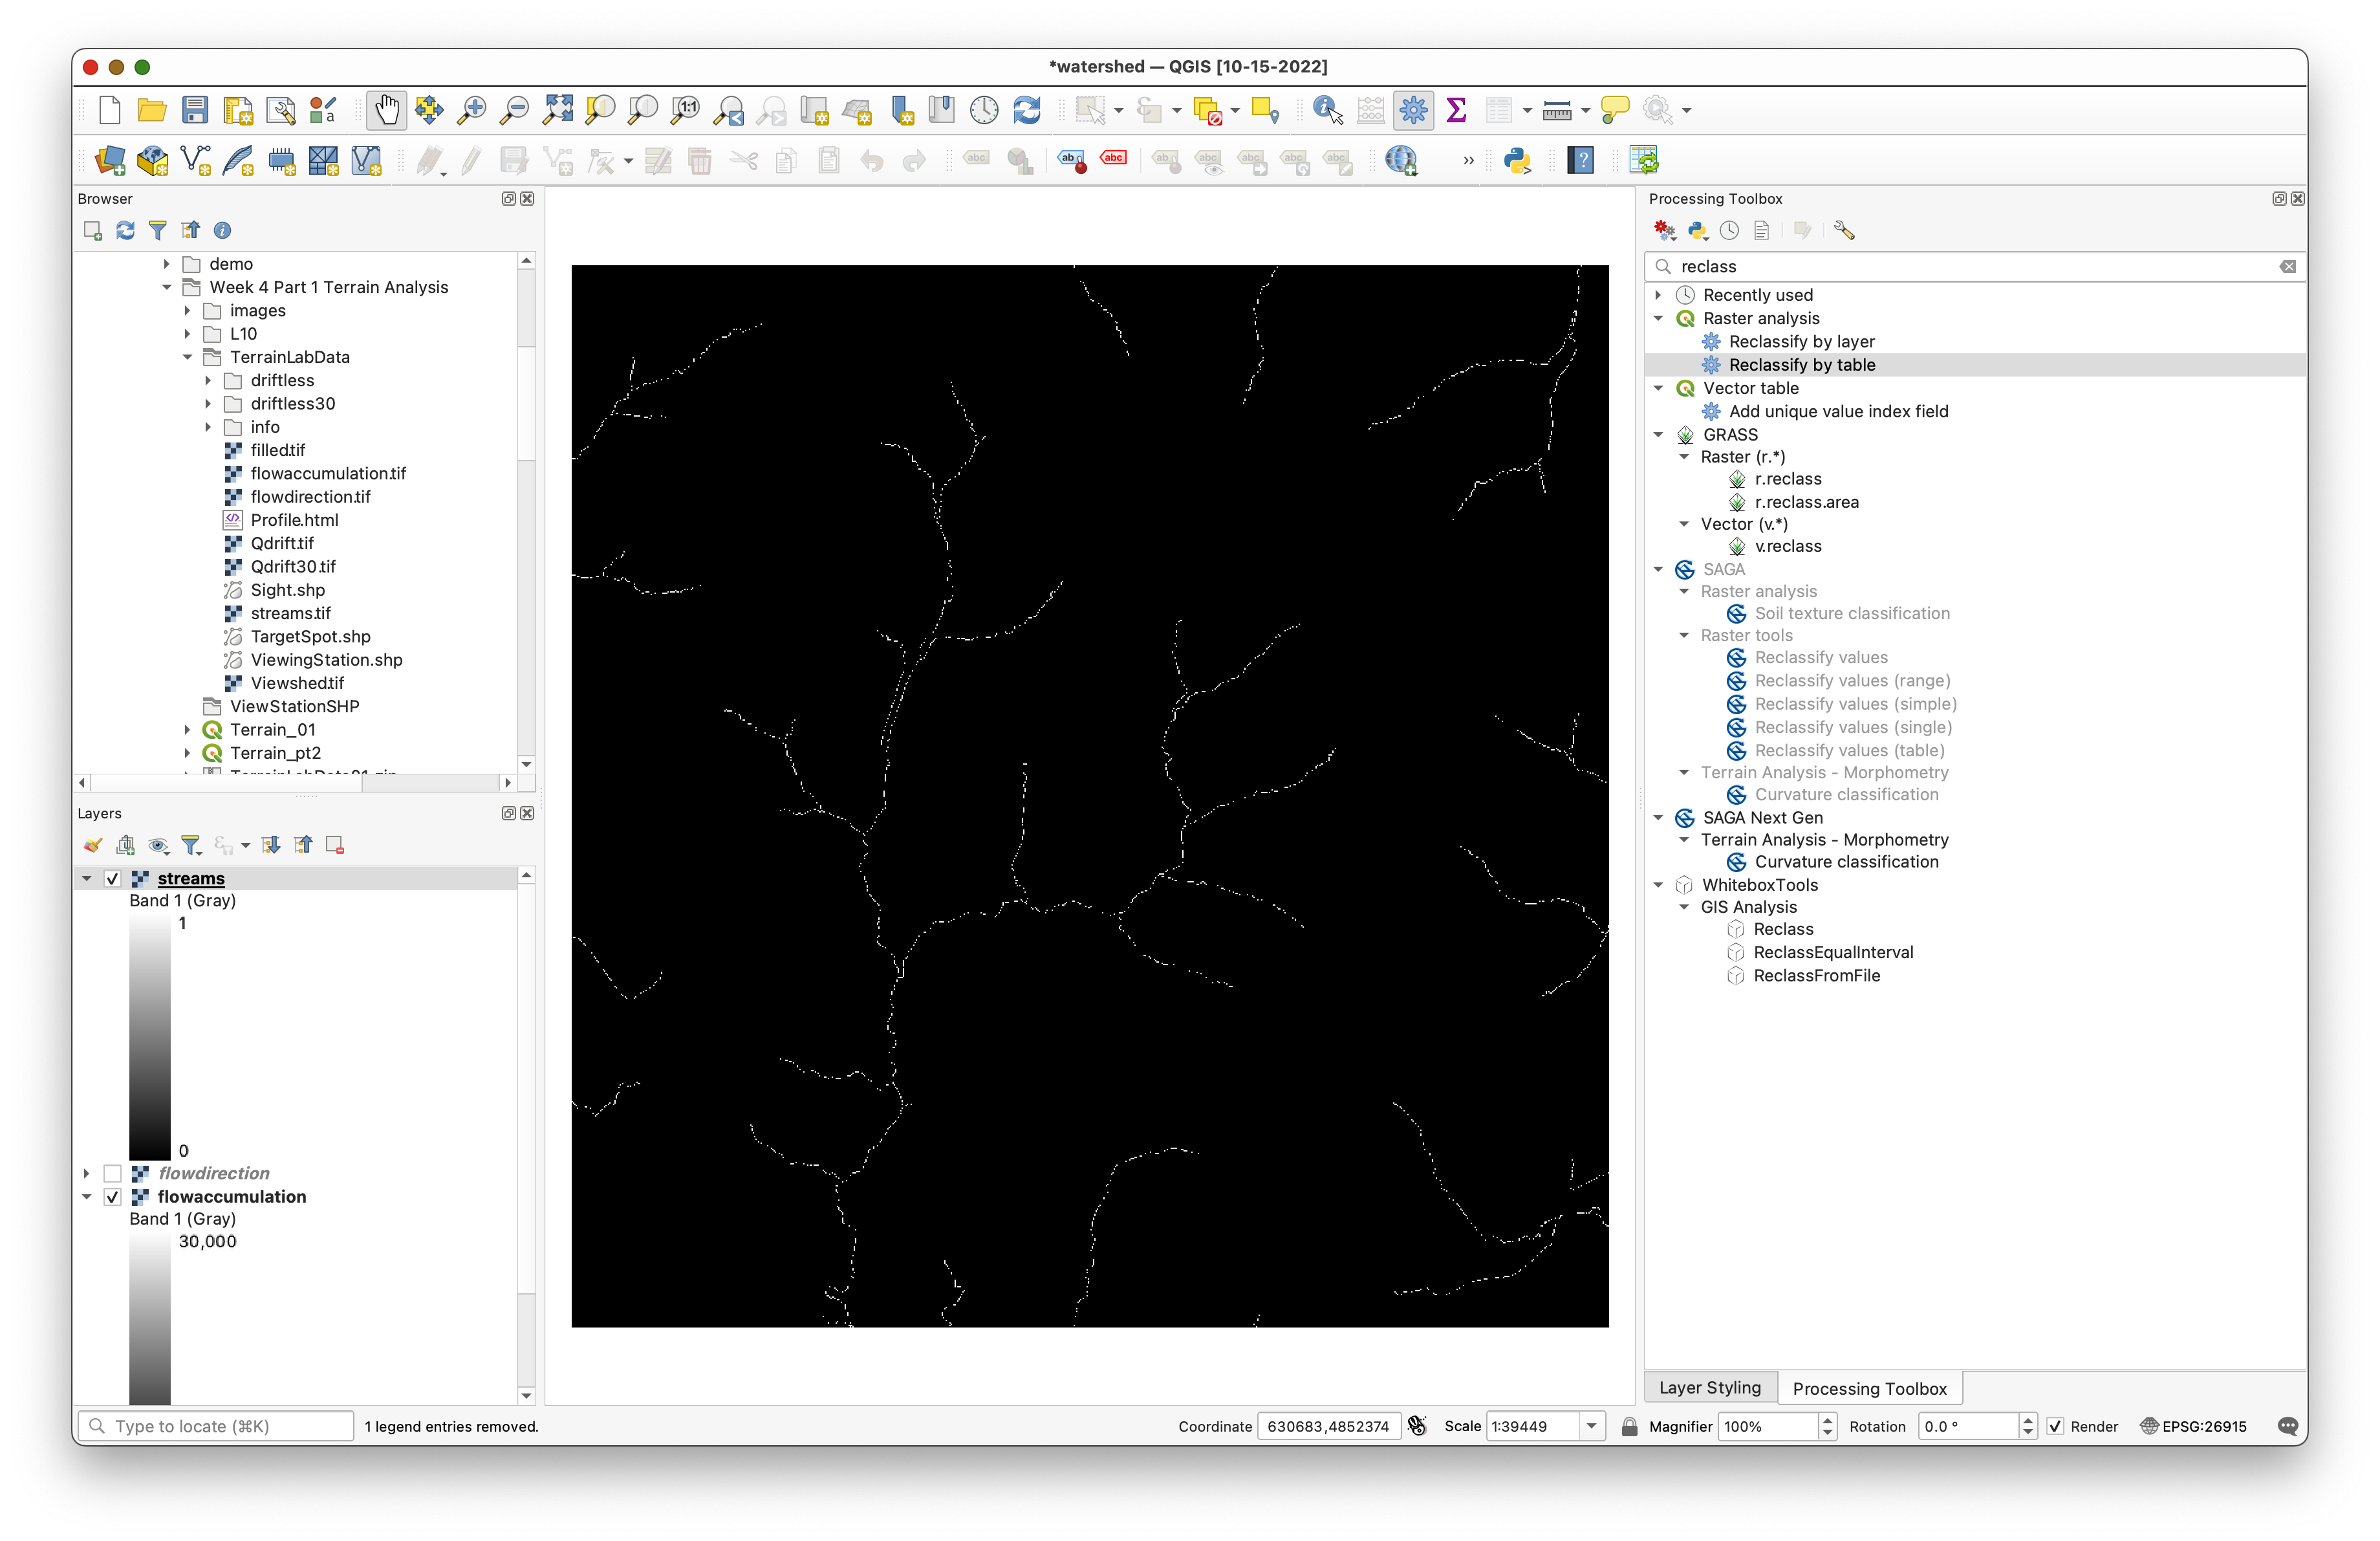 *watershed — QGIS [10-15-2022]
Browser
demo
Week 4 Part 1 Terrain Analysis
images
L10
TerrainLabData
driftless
driftless30
info
filled.tif
flowaccumulation.tif
flowdirection.tif
Profile.html
Qdrift.tif
Qdrift30.tif
Sight.shp
streams.tif
TargetSpot.shp
ViewingStation.shp
Viewshed.tif
ViewStationSHP
Terrain_01
Terrain_pt2
Layers
streams
Band 1 (Gray)
1
0
flowdirection
flowaccumulation
Band 1 (Gray)
30,000
Processing Toolbox
reclass
Recently used
Raster analysis
Reclassify by layer
Reclassify by table
Vector table
Add unique value index field
GRASS
Raster (r.*)
r.reclass
r.reclass.area
Vector (v.*)
v.reclass
SAGA
Raster analysis
Soil texture classification
Raster tools
Reclassify values
Reclassify values (range)
Reclassify values (simple)
Reclassify values (single)
Reclassify values (table)
Terrain Analysis - Morphometry
Curvature classification
SAGA Next Gen
Terrain Analysis - Morphometry
Curvature classification
WhiteboxTools
GIS Analysis
Reclass
ReclassEqualInterval
ReclassFromFile
Layer Styling Processing Toolbox
Type to locate (⌘K) 1 legend entries removed. Coordinate 630683,4852374 Scale 1:39449 Magnifier 100% Rotation 0.0 ° Render EPSG:26915